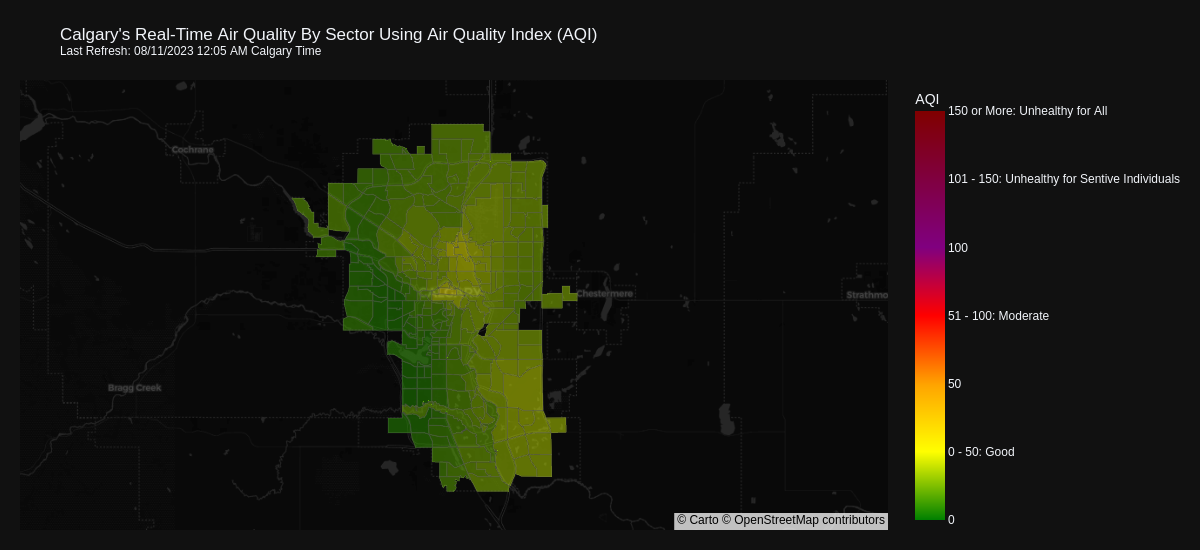 Calgary's Real-Time Air Quality By Sector Using Air Quality Index (AQI)
Last Refresh: 08/11/2023 12:05 AM Calgary Time
AQI
150 or More: Unhealthy for All
101 - 150: Unhealthy for Sentive Individuals
100
51 - 100: Moderate
50
0 - 50: Good
0
Cochrane
CALGARY
Chestermere
Strathmo
Bragg Creek
© Carto © OpenStreetMap contributors